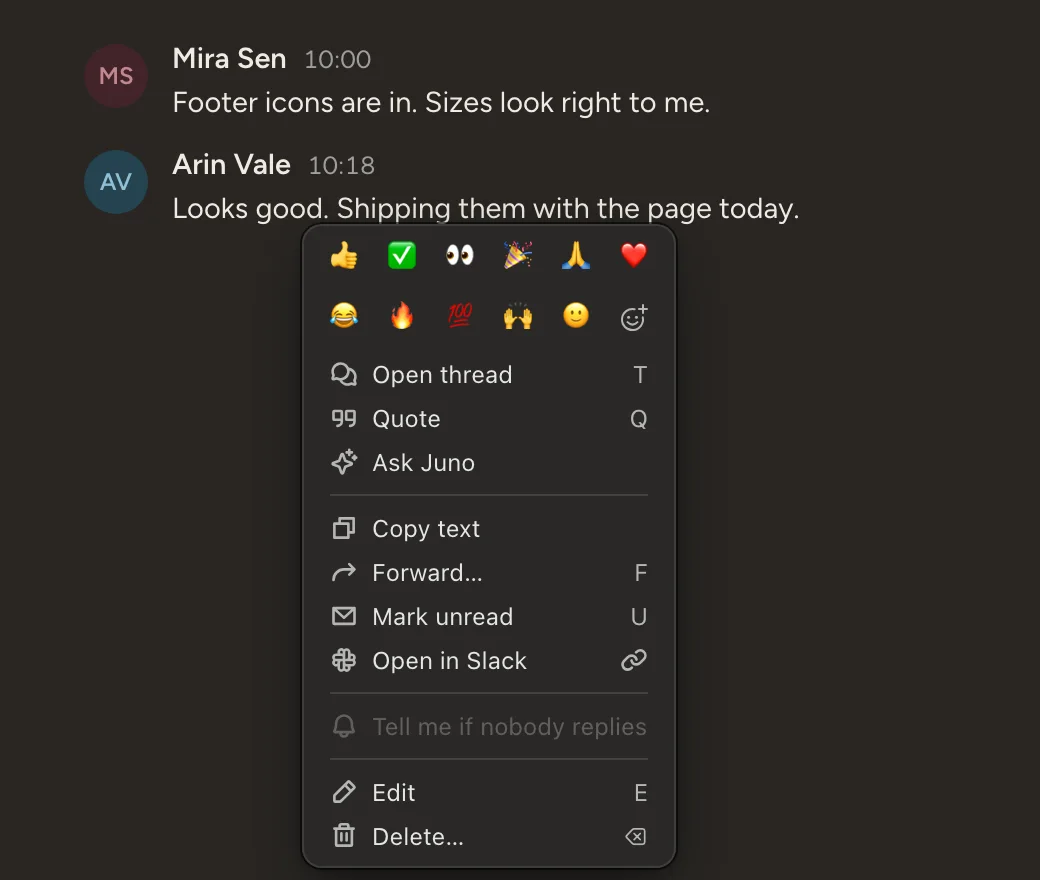 MS
Mira Sen 10:00
Footer icons are in. Sizes look right to me.
AV
Arin Vale 10:18
Looks good. Shipping them with the page today.
👍 ✅ 👀 🎉 🙏 ❤️
😂 🔥 💯 🙌 🙂
Open thread T
Quote Q
Ask Juno
Copy text
Forward... F
Mark unread U
Open in Slack
Tell me if nobody replies
Edit E
Delete...